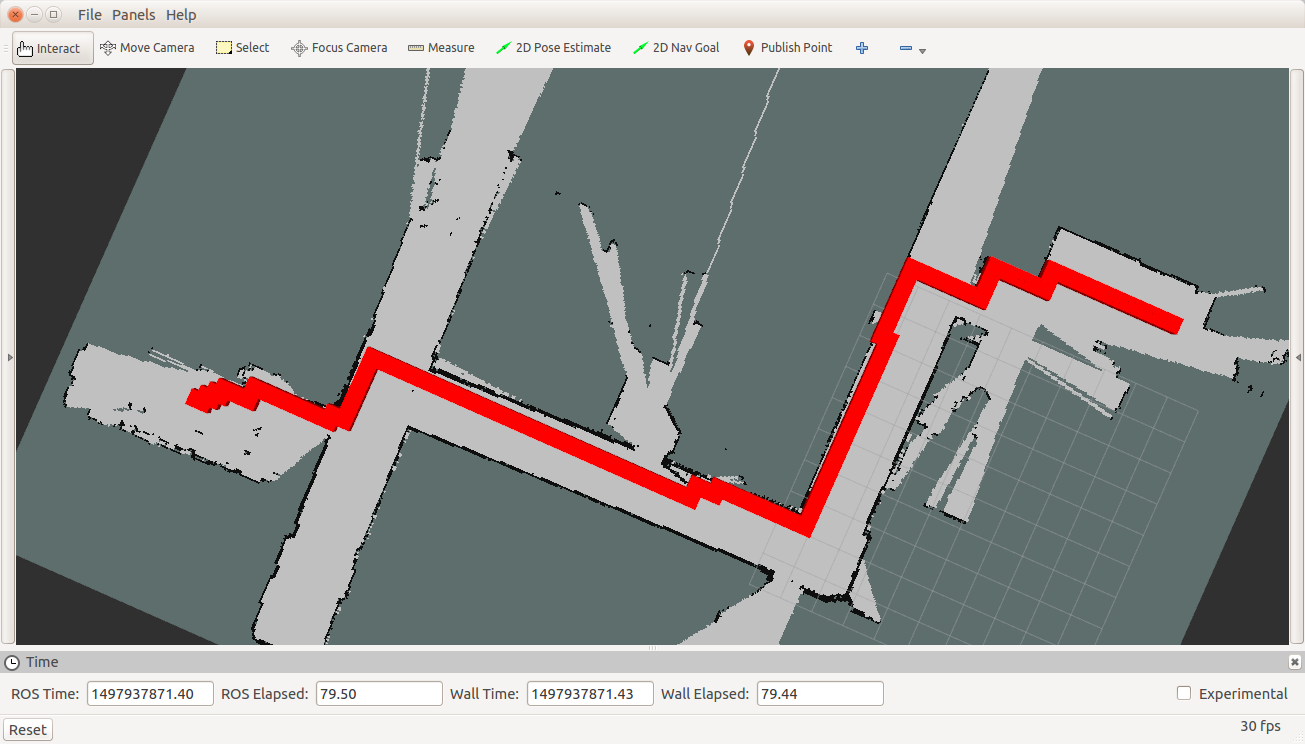 File Panels Help
Interact Move Camera Select Focus Camera Measure 2D Pose Estimate 2D Nav Goal Publish Point
Time
ROS Time: 1497937871.40 ROS Elapsed: 79.50 Wall Time: 1497937871.43 Wall Elapsed: 79.44 Experimental
Reset 30 fps